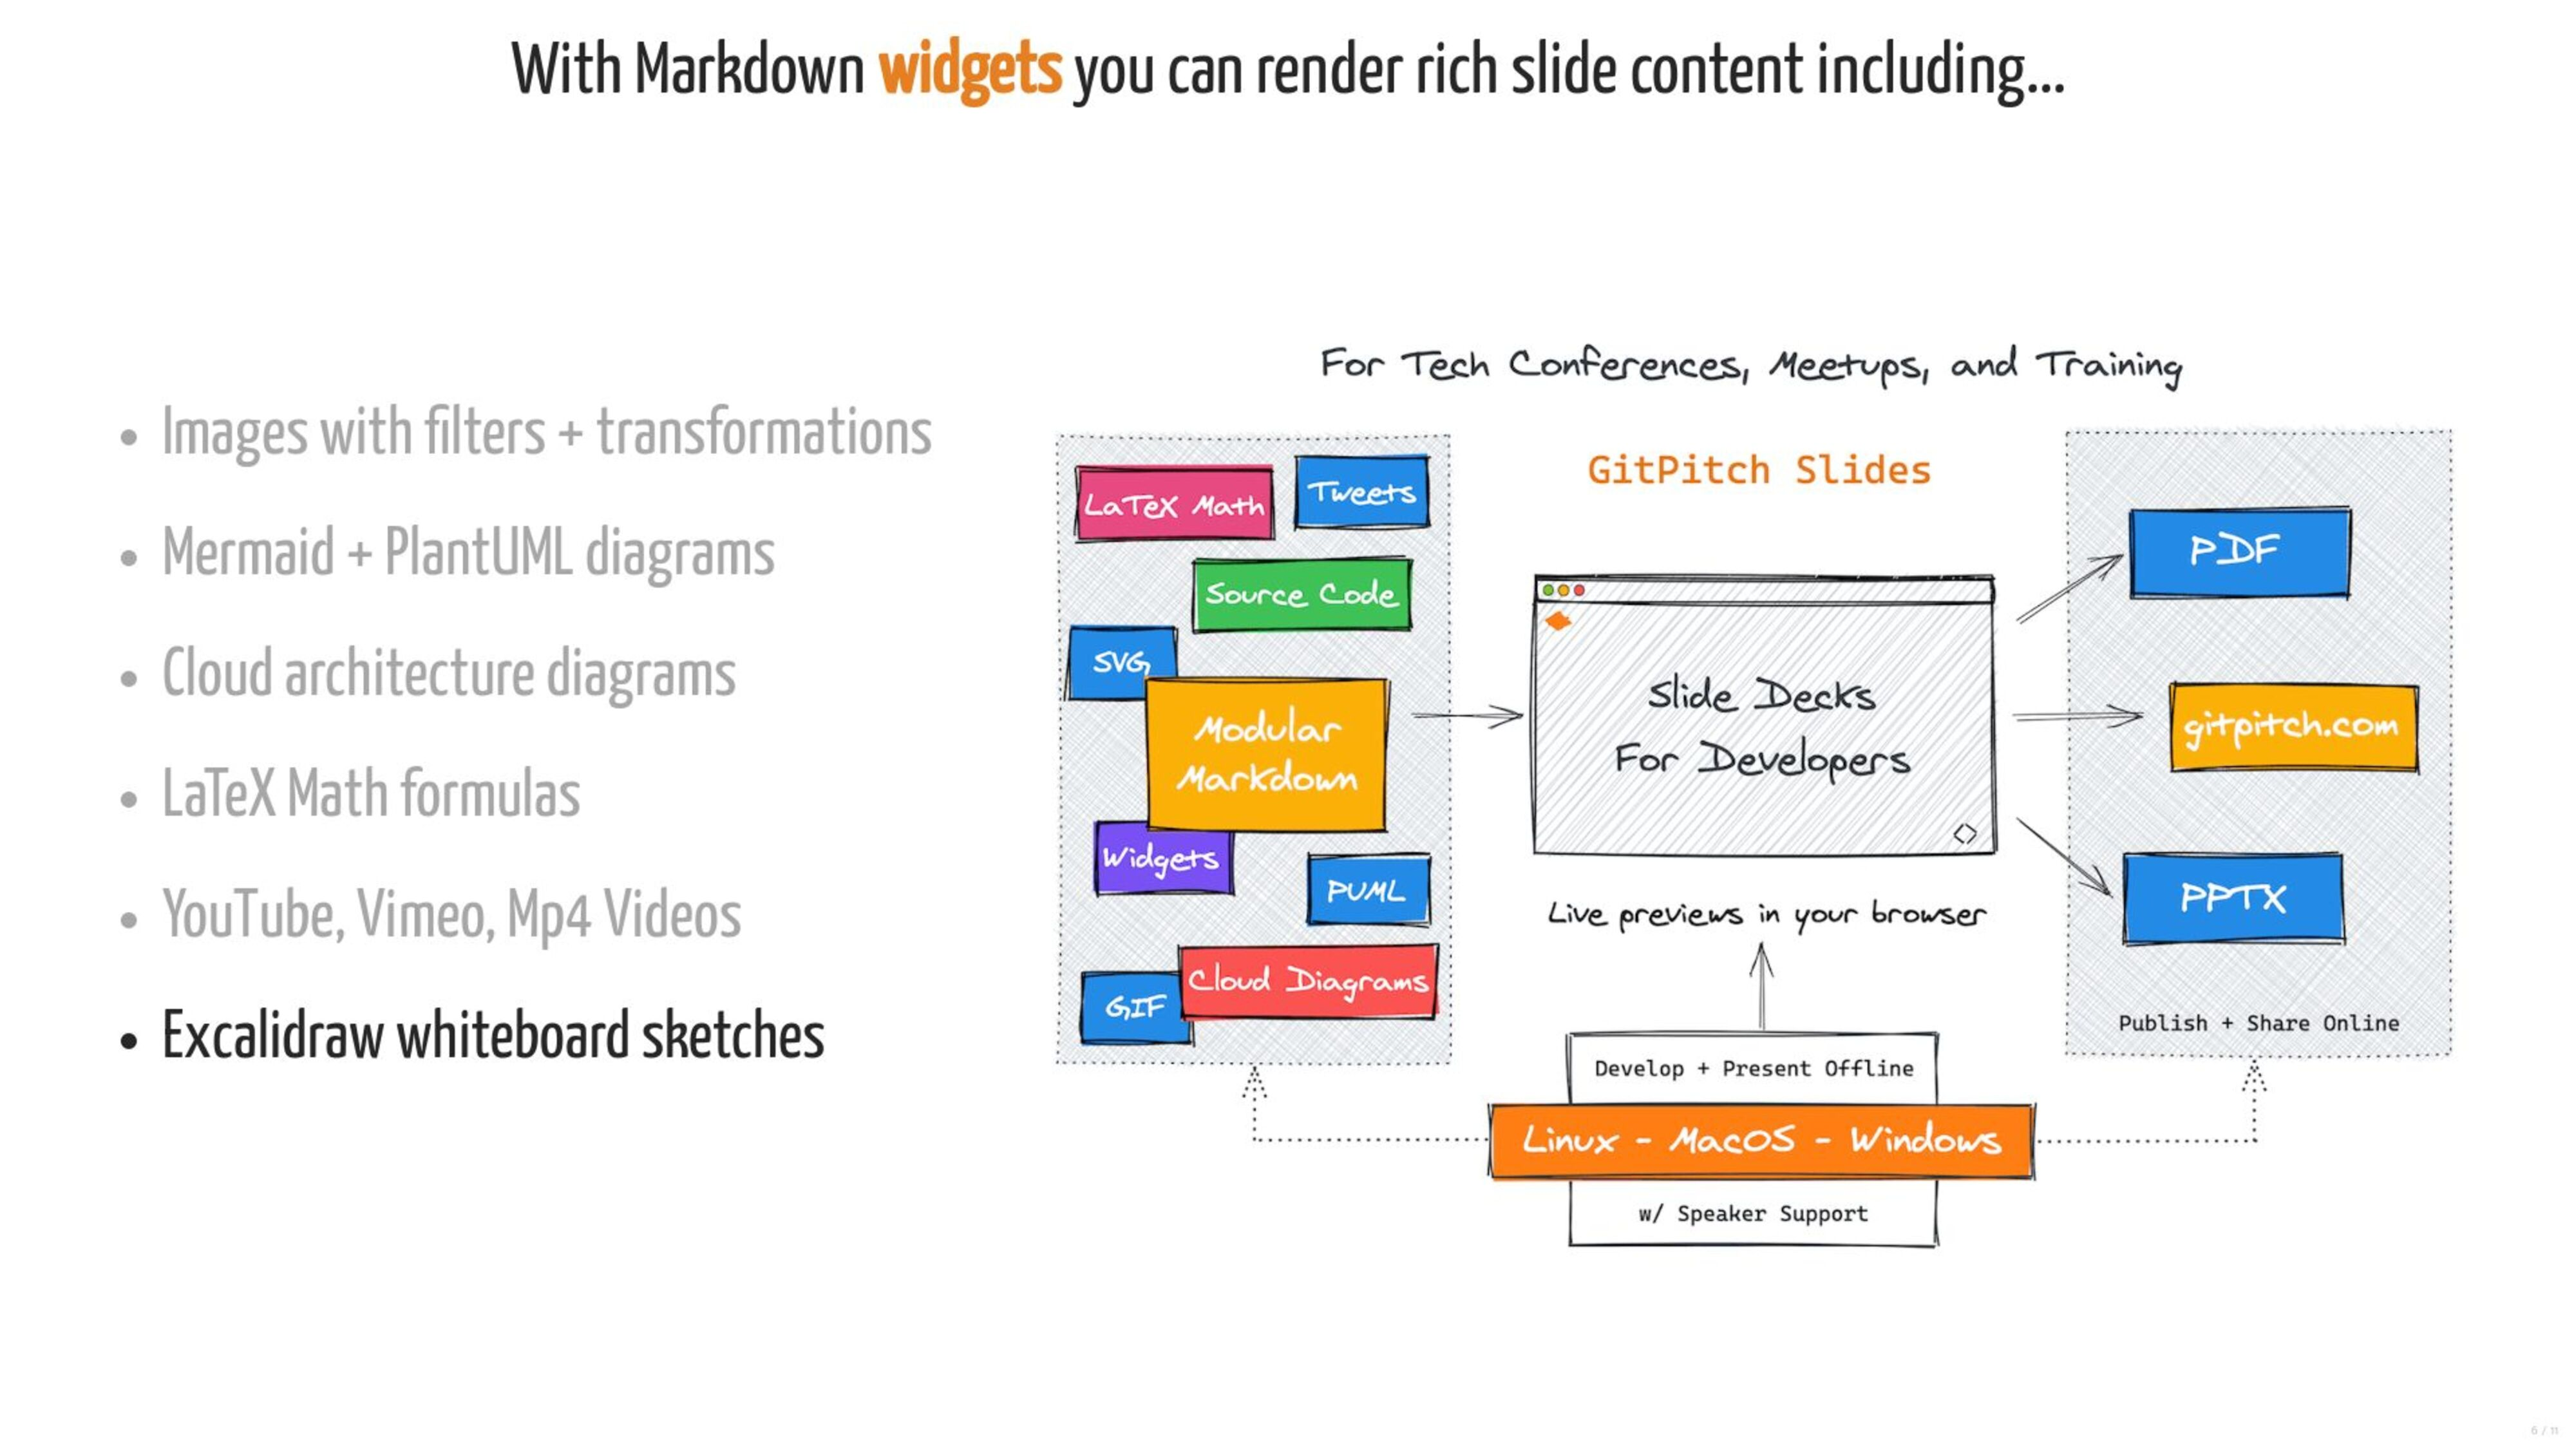 With Markdown widgets you can render rich slide content including...
• Images with filters + transformations
• Mermaid + PlantUML diagrams
• Cloud architecture diagrams
• LaTeX Math formulas
• YouTube, Vimeo, Mp4 Videos
• Excalidraw whiteboard sketches
For Tech Conferences, Meetups, and Training
LaTeX Math
Tweets
Source Code
SVG
Modular
Markdown
Widgets
PUML
Cloud Diagrams
GIF
GitPitch Slides
Slide Decks
For Developers
Live previews in your browser
Develop + Present Offline
Linux - MacOS - Windows
w/ Speaker Support
PDF
gitpitch.com
PPTX
Publish + Share Online
6 / 11